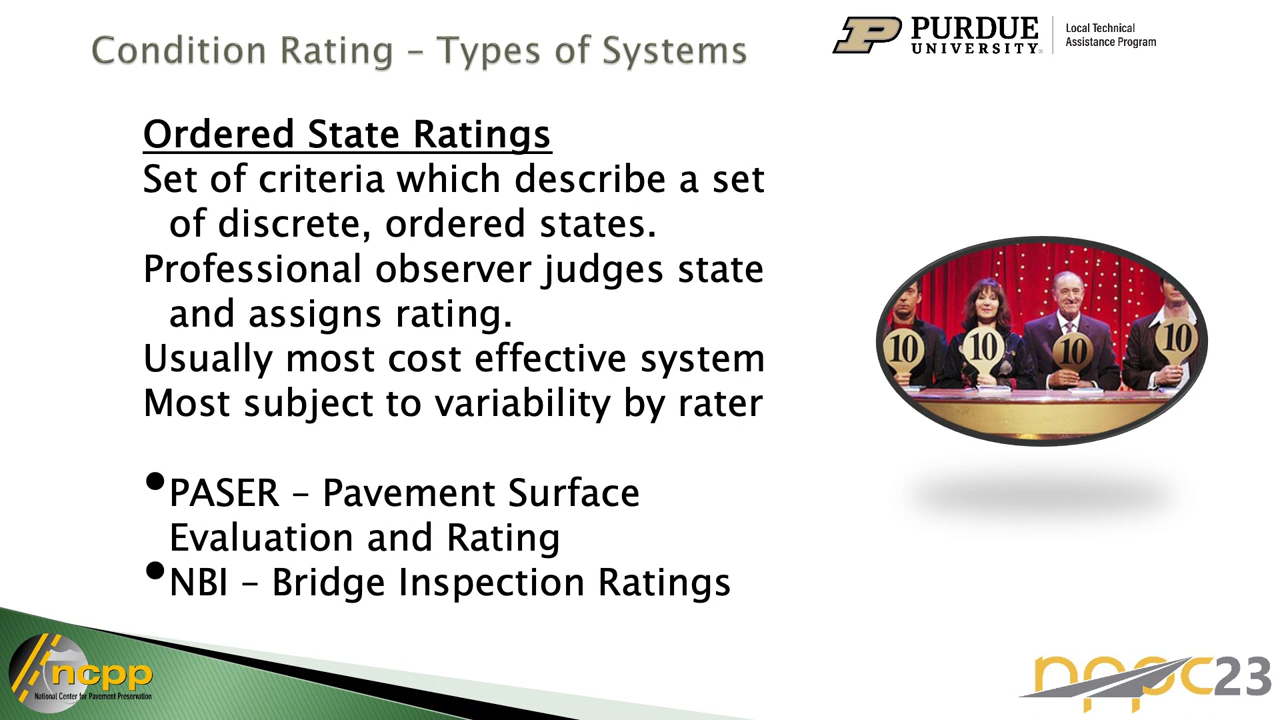 Condition Rating – Types of Systems
PURDUE
UNIVERSITY®
Local Technical
Assistance Program
Ordered State Ratings
Set of criteria which describe a set
of discrete, ordered states.
Professional observer judges state
and assigns rating.
Usually most cost effective system
Most subject to variability by rater
•PASER – Pavement Surface
Evaluation and Rating
•NBI – Bridge Inspection Ratings
10
10
10
10
ncpp
National Center for Pavement Preservation
nppc23